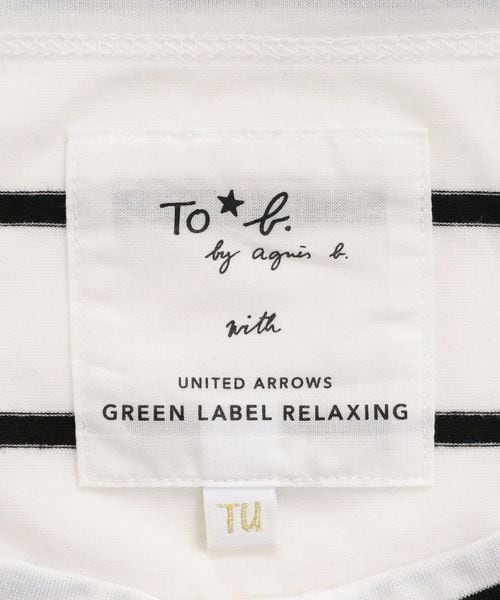 To★b.
by agnès b.
with
UNITED ARROWS
GREEN LABEL RELAXING
TU